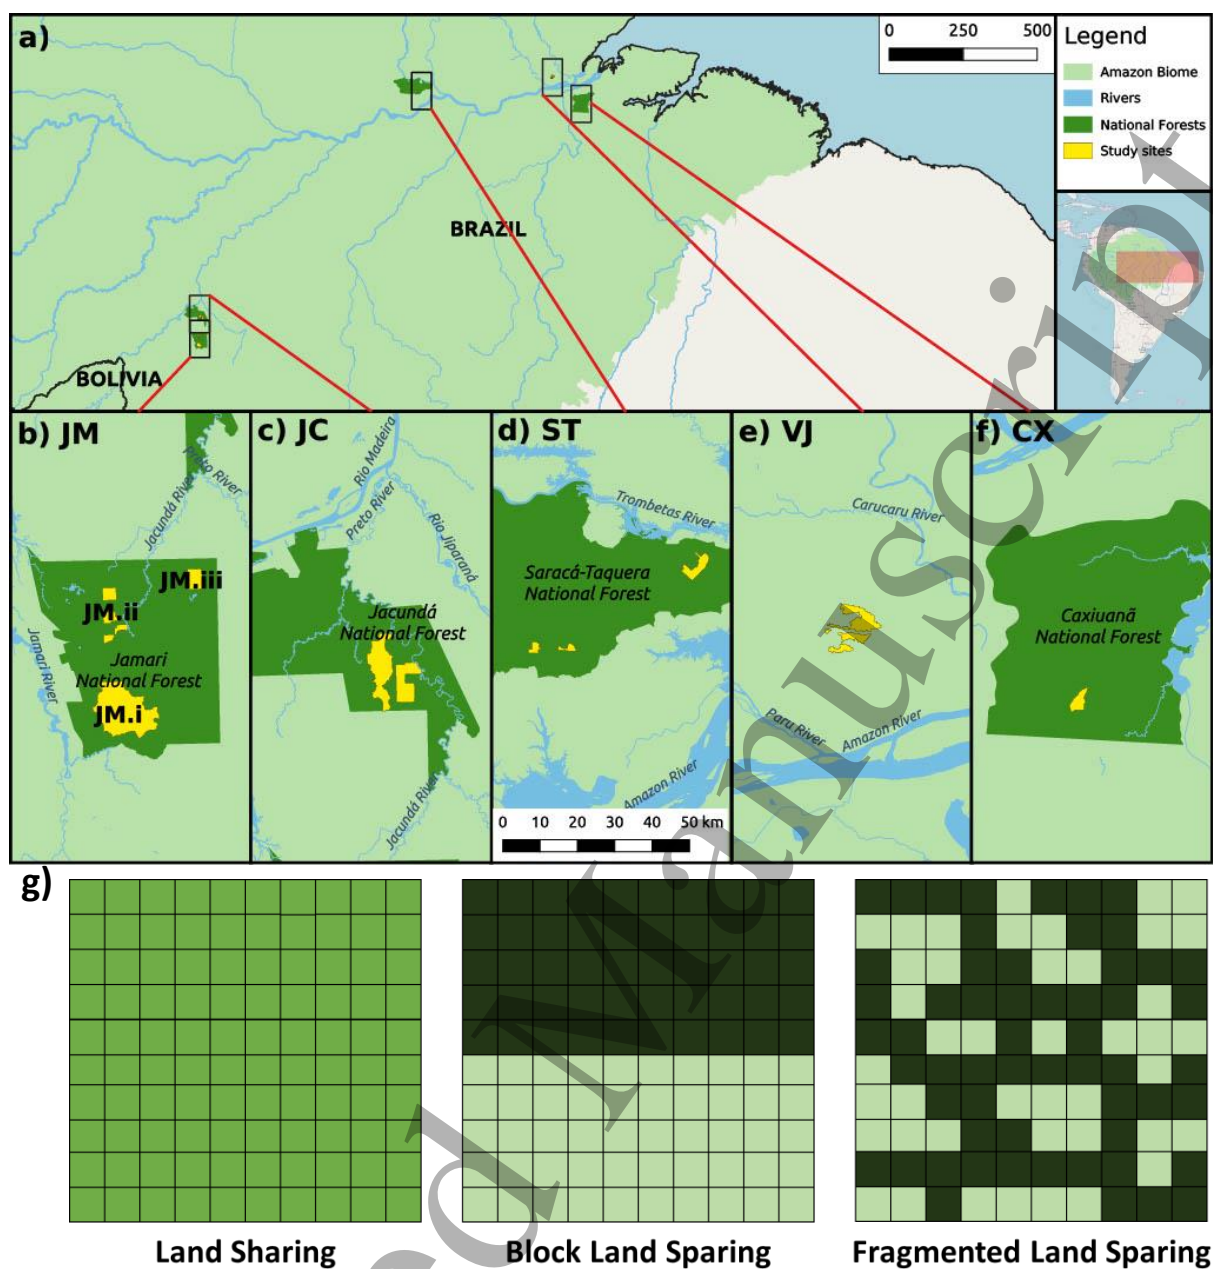 a)
0 250 500
Legend
Amazon Biome
Rivers
National Forests
Study sites
BRAZIL
BOLIVIA
b) JM
Preto River
Jacundá River
JM.iii
JM.ii
Jamari
National Forest
Jamari River
JM.i
c) JC
Rio Madeira
Preto River
Rio Jiparaná
Jacundá
National Forest
Jacundá River
d) ST
Trombetas River
Saracá-Taquera
National Forest
Amazon River
0 10 20 30 40 50 km
e) VJ
Carucaru River
Paru River
Amazon River
f) CX
Caxiuanã
National Forest
g)
Land Sharing
Block Land Sparing
Fragmented Land Sparing
d Manuscript